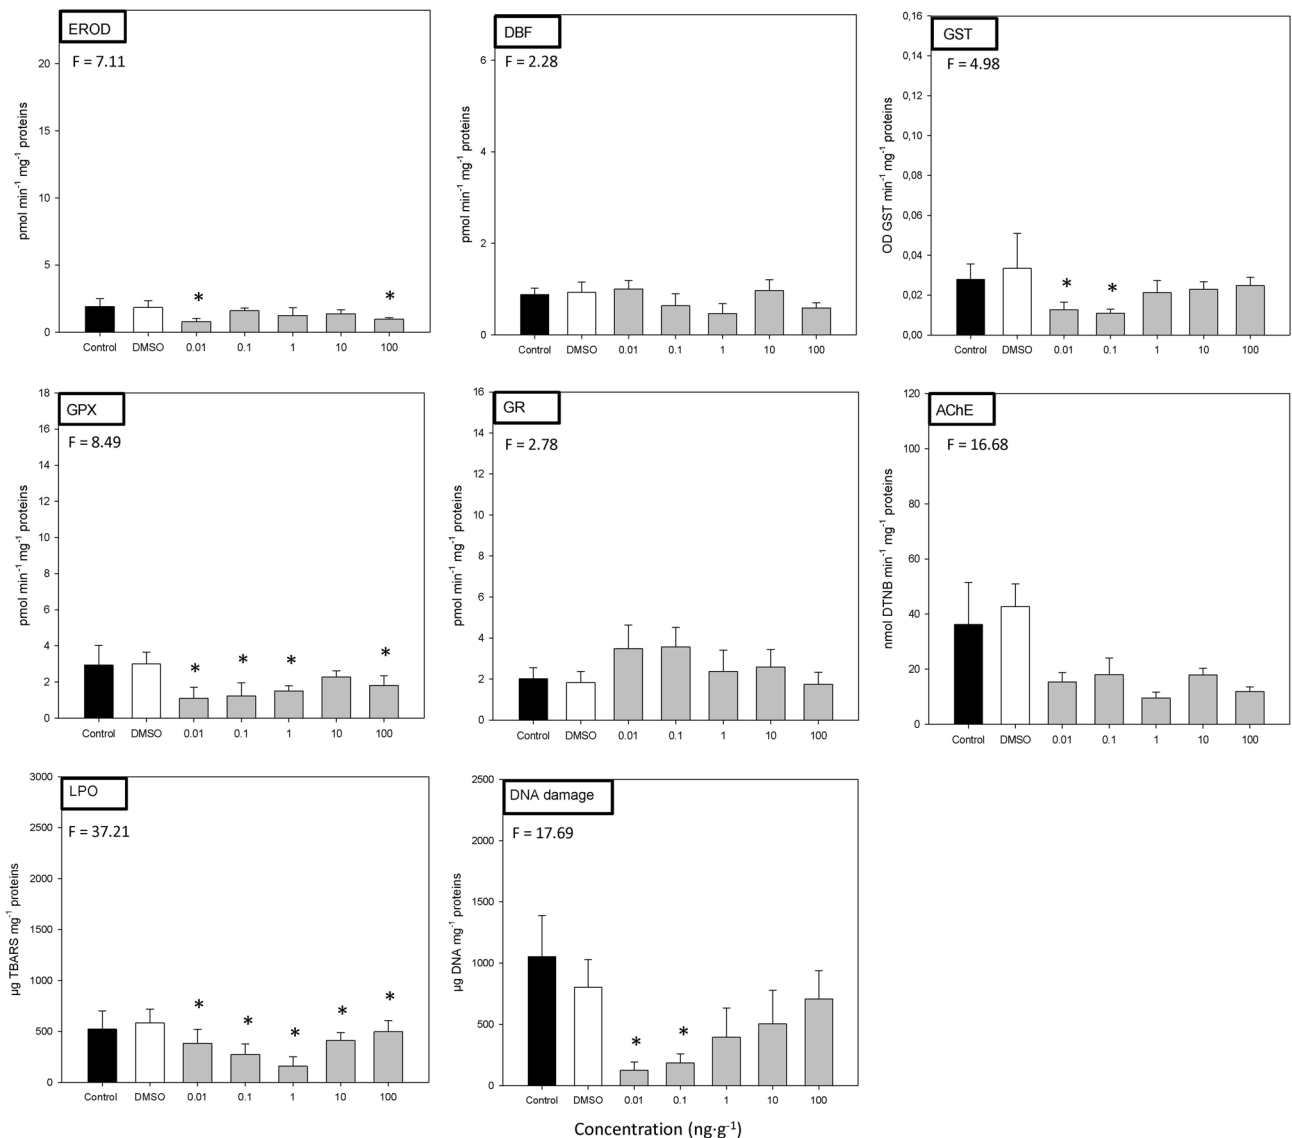 EROD
F = 7.11
pmol min-1 mg-1 proteins
20
15
10
5
0
Control DMSO 0.01 0.1 1 10 100
* *
DBF
F = 2.28
pmol min-1 mg-1 proteins
6
4
2
0
Control DMSO 0.01 0.1 1 10 100
GST
F = 4.98
OD GST min-1 mg-1 proteins
0,16
0,14
0,12
0,10
0,08
0,06
0,04
0,02
0,00
Control DMSO 0.01 0.1 1 10 100
* *
GPX
F = 8.49
pmol min-1 mg-1 proteins
18
16
14
12
10
8
6
4
2
0
Control DMSO 0.01 0.1 1 10 100
* * * *
GR
F = 2.78
pmol min-1 mg-1 proteins
16
14
12
10
8
6
4
2
0
Control DMSO 0.01 0.1 1 10 100
AChE
F = 16.68
nmol DTNB min-1 mg-1 proteins
120
100
80
60
40
20
0
Control DMSO 0.01 0.1 1 10 100
LPO
F = 37.21
µg TBARS mg-1 proteins
3000
2500
2000
1500
1000
500
0
Control DMSO 0.01 0.1 1 10 100
* * * * *
DNA damage
F = 17.69
µg DNA mg-1 proteins
2500
2000
1500
1000
500
0
Control DMSO 0.01 0.1 1 10 100
* *
Concentration (ng·g-1)